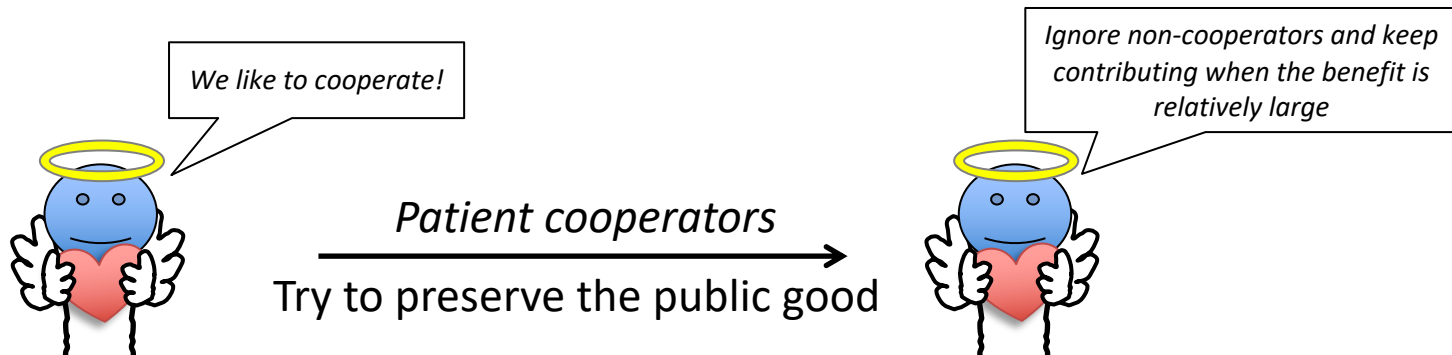 We like to cooperate!
Ignore non-cooperators and keep
contributing when the benefit is
relatively large
Patient cooperators
Try to preserve the public good